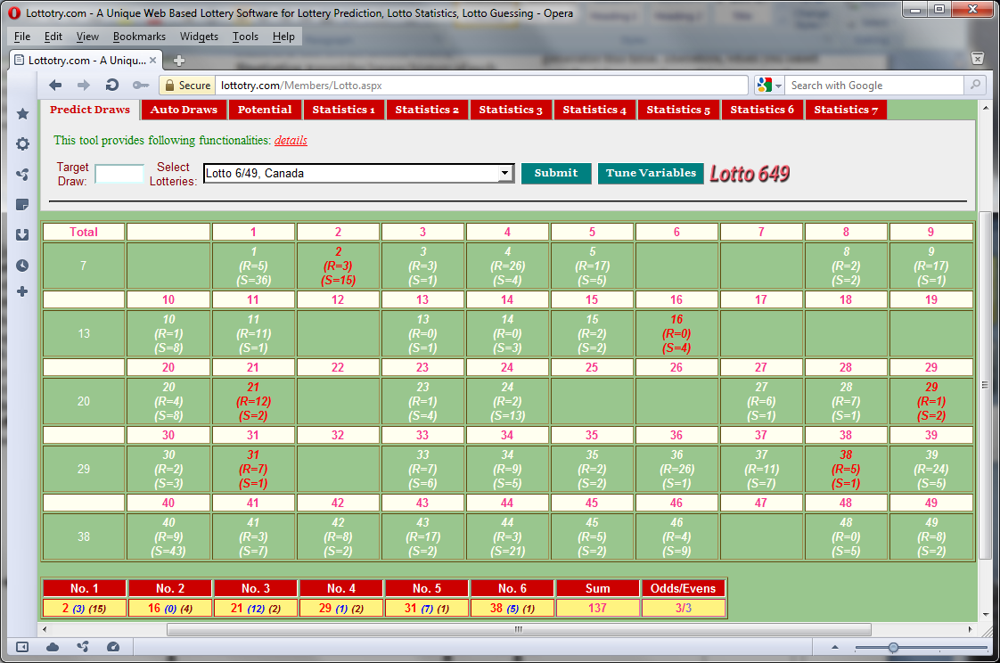 Lottotry.com - A Unique Web Based Lottery Software for Lottery Prediction, Lotto Statistics, Lotto Guessing - Opera
File Edit View Bookmarks Widgets Tools Help
Lottotry.com - A Uniqu...
Secure lottotry.com/Members/Lotto.aspx Search with Google
Predict Draws Auto Draws Potential Statistics 1 Statistics 2 Statistics 3 Statistics 4 Statistics 5 Statistics 6 Statistics 7
This tool provides following functionalities: details
Target Select
Draw: Lotteries: Lotto 6/49, Canada Submit Tune Variables Lotto 649
Total 1 2 3 4 5 6 7 8 9
1 2 3 4 5 8 9
7 (R=5) (R=3) (R=3) (R=26) (R=17) (R=2) (R=17)
(S=36) (S=15) (S=1) (S=4) (S=5) (S=2) (S=1)
10 11 12 13 14 15 16 17 18 19
10 11 13 14 15 16
13 (R=1) (R=11) (R=0) (R=0) (R=2) (R=0)
(S=8) (S=1) (S=1) (S=3) (S=2) (S=4)
20 21 22 23 24 25 26 27 28 29
20 21 23 24 27 28 29
20 (R=4) (R=12) (R=1) (R=2) (R=6) (R=7) (R=1)
(S=8) (S=2) (S=4) (S=13) (S=1) (S=1) (S=2)
30 31 32 33 34 35 36 37 38 39
30 31 33 34 35 36 37 38 39
29 (R=2) (R=7) (R=7) (R=9) (R=2) (R=26) (R=11) (R=5) (R=24)
(S=3) (S=1) (S=6) (S=5) (S=2) (S=1) (S=7) (S=1) (S=5)
40 41 42 43 44 45 46 47 48 49
40 41 42 43 44 45 46 48 49
38 (R=9) (R=3) (R=8) (R=17) (R=3) (R=5) (R=4) (R=0) (R=8)
(S=43) (S=7) (S=2) (S=2) (S=21) (S=2) (S=9) (S=5) (S=2)
No. 1 No. 2 No. 3 No. 4 No. 5 No. 6 Sum Odds/Evens
2 (3) (15) 16 (0) (4) 21 (12) (2) 29 (1) (2) 31 (7) (1) 38 (5) (1) 137 3/3